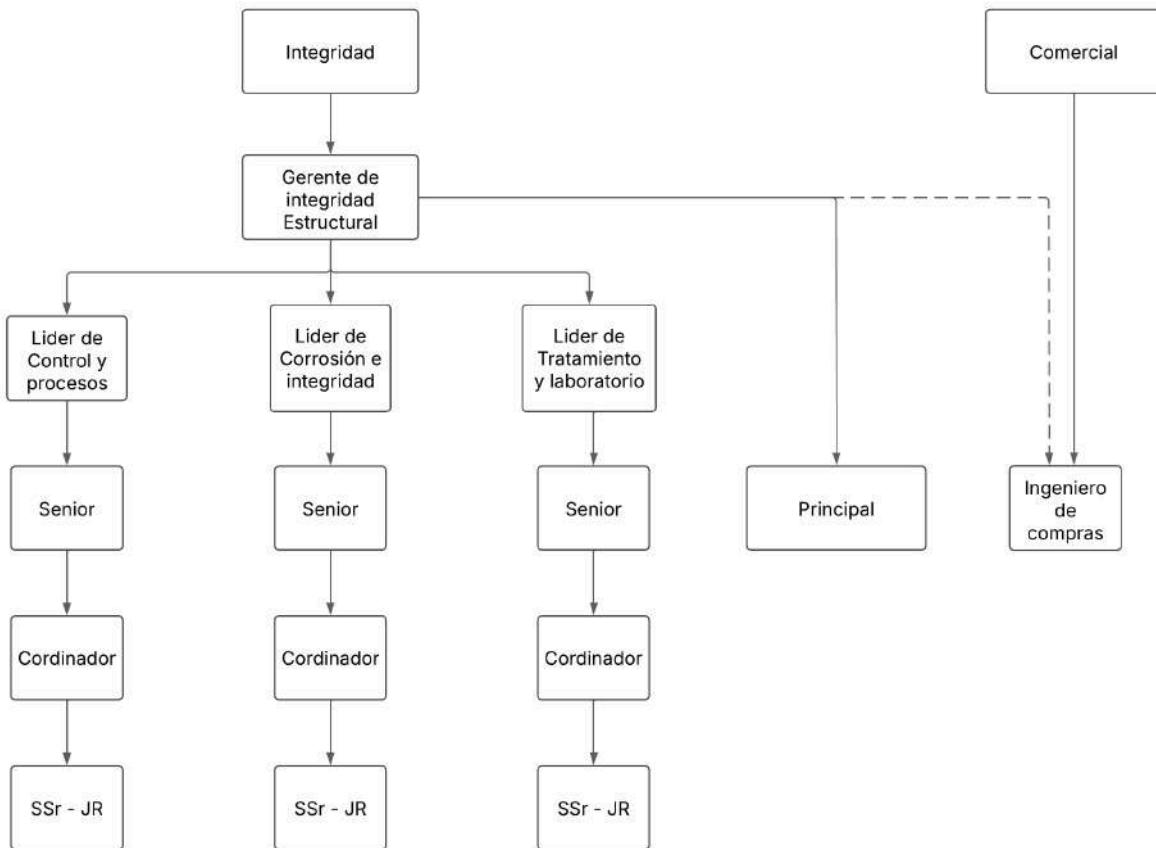 Integridad
Comercial
Gerente de
integridad
Estructural
Lider de
Control y
procesos
Lider de
Corrosión e
integridad
Lider de
Tratamiento
y laboratorio
Senior
Senior
Senior
Principal
Ingeniero
de
compras
Cordinador
Cordinador
Cordinador
SSr - JR
SSr - JR
SSr - JR